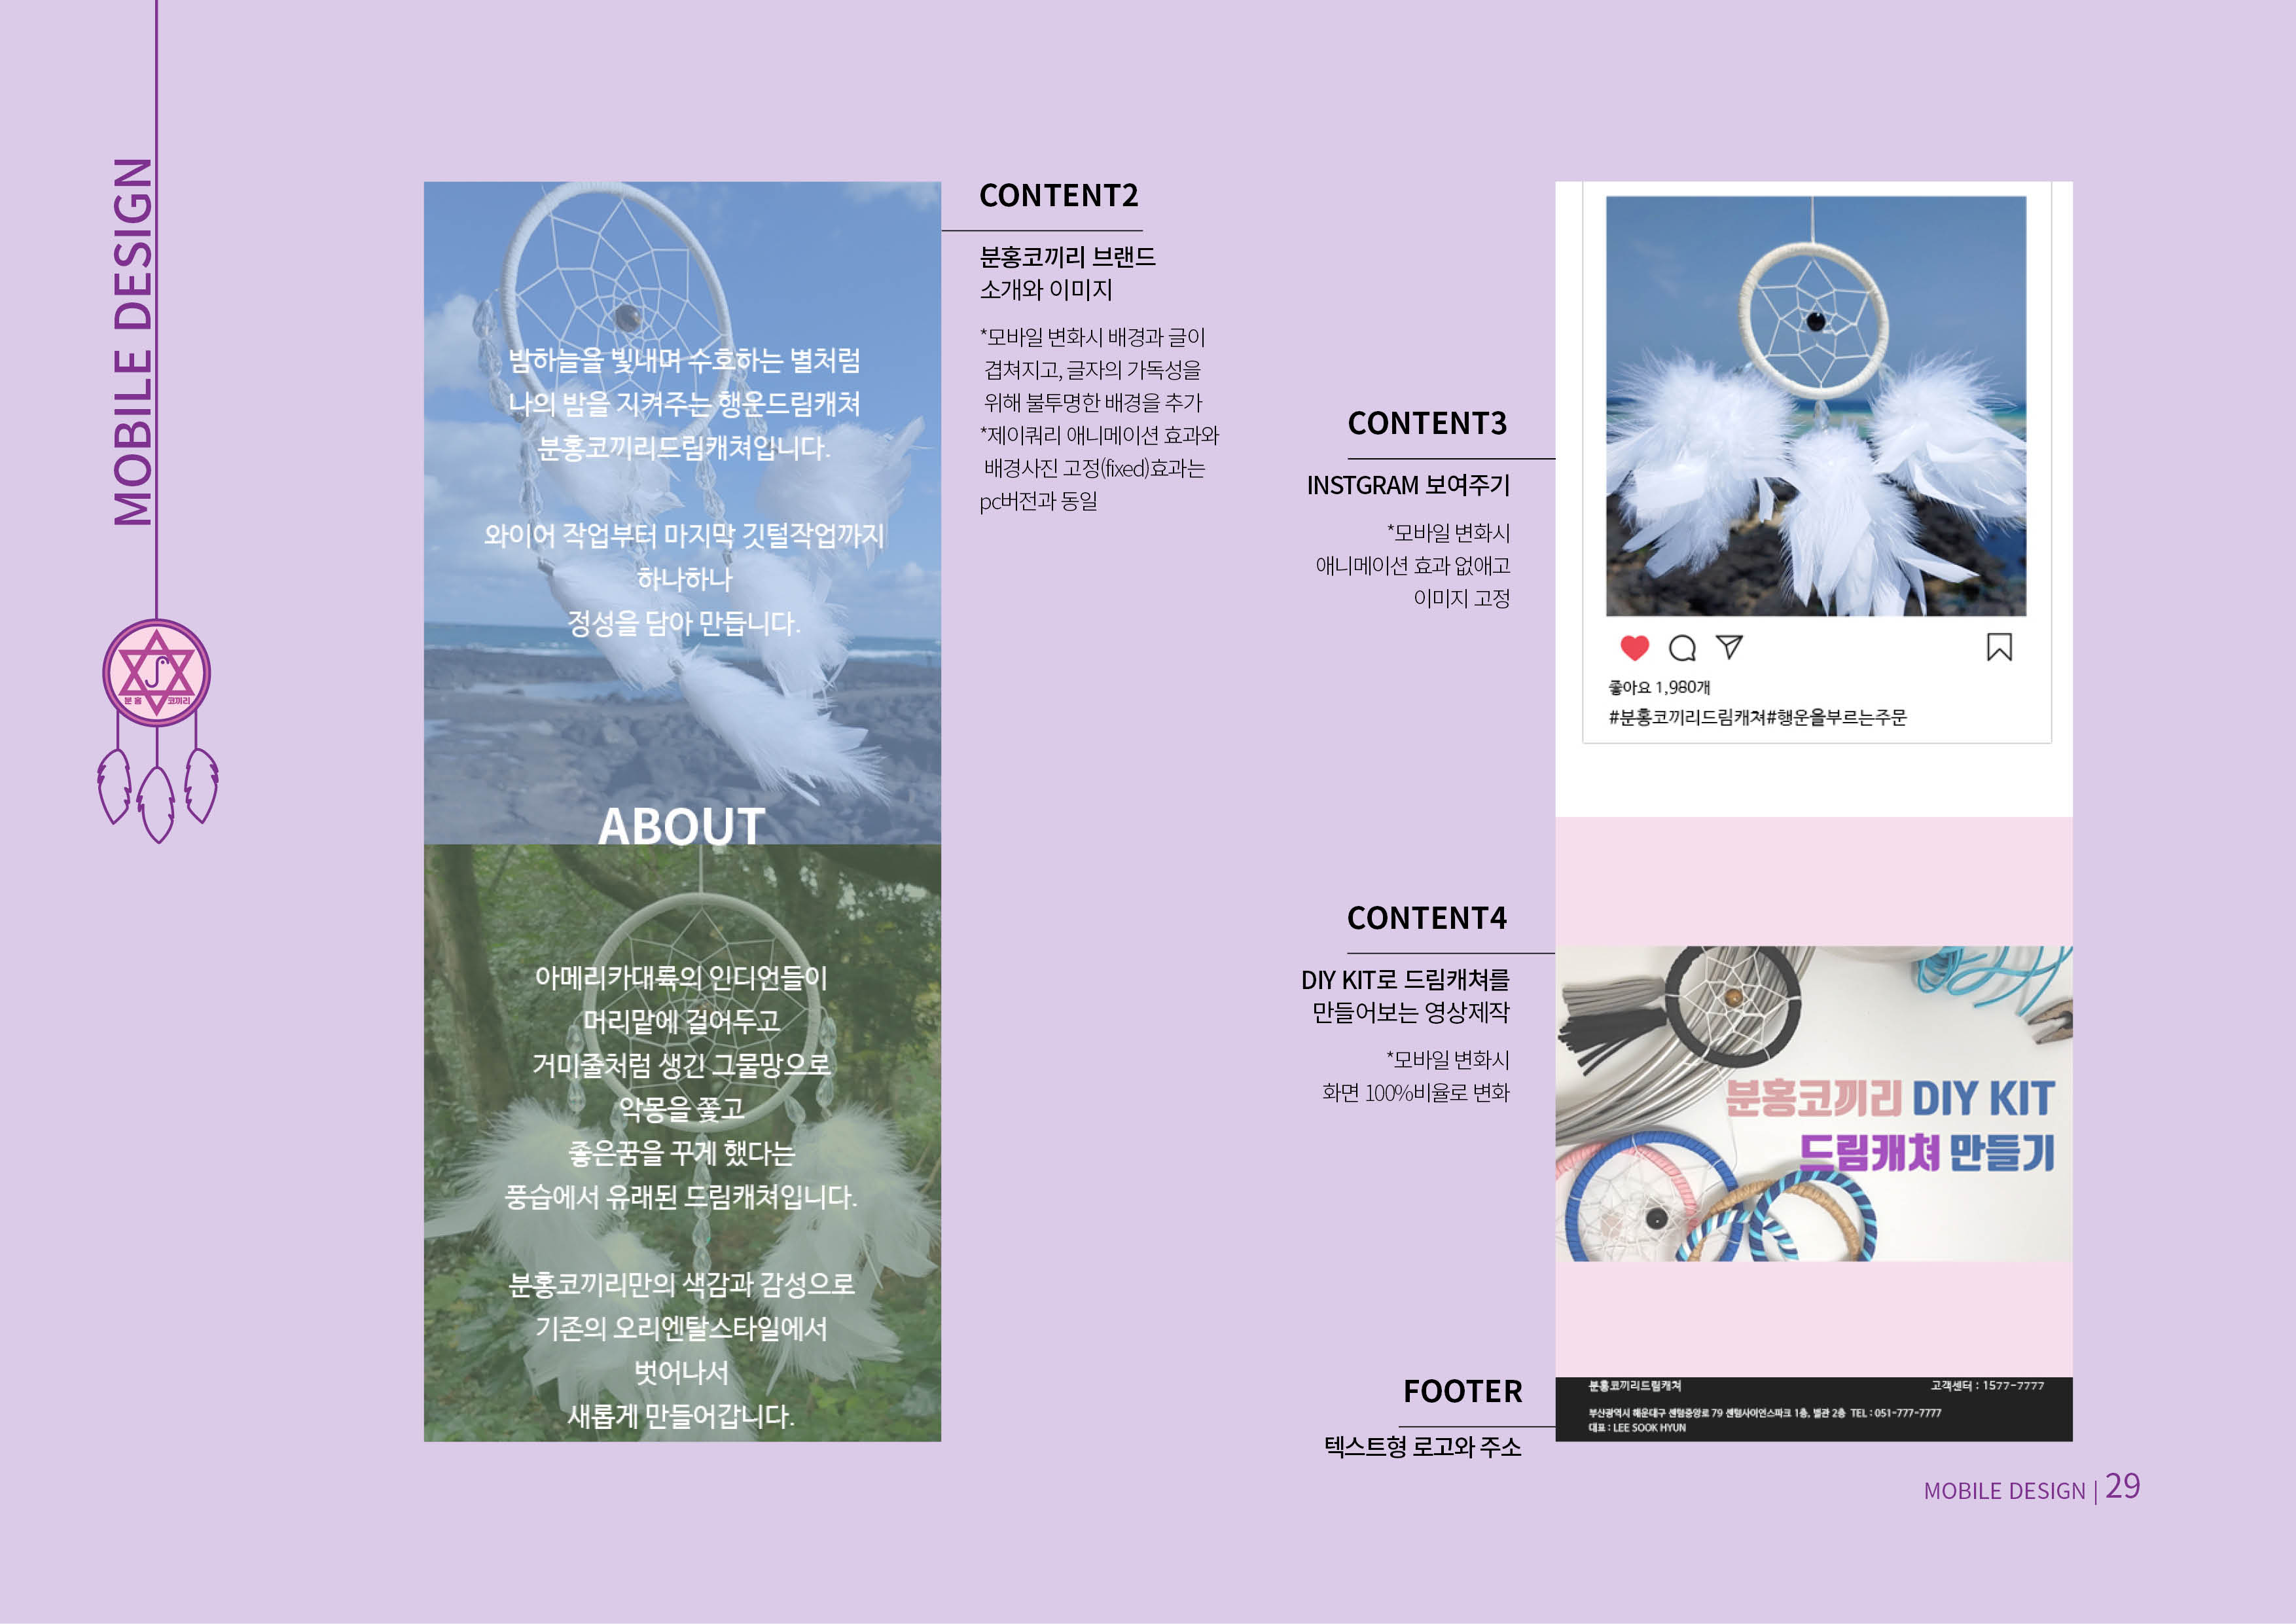 MOBILE DESIGN
분홍 코끼리
밤하늘을 빛내며 수호하는 별처럼
나의 밤을 지켜주는 행운드림캐쳐
분홍코끼리드림캐쳐입니다.
와이어 작업부터 마지막 깃털작업까지
하나하나
정성을 담아 만듭니다.
ABOUT
아메리카대륙의 인디언들이
머리맡에 걸어두고
거미줄처럼 생긴 그물망으로
악몽을 쫓고
좋은꿈을 꾸게 했다는
풍습에서 유래된 드림캐쳐입니다.
분홍코끼리만의 색감과 감성으로
기존의 오리엔탈스타일에서
벗어나서
새롭게 만들어갑니다.
CONTENT2
분홍코끼리 브랜드
소개와 이미지
*모바일 변화시 배경과 글이
겹쳐지고, 글자의 가독성을
위해 불투명한 배경을 추가
*제이쿼리 애니메이션 효과와
배경사진 고정(fixed)효과는
pc버전과 동일
CONTENT3
INSTGRAM 보여주기
*모바일 변화시
애니메이션 효과 없애고
이미지 고정
좋아요 1,980개
#분홍코끼리드림캐쳐#행운을부르는주문
CONTENT4
DIY KIT로 드림캐쳐를
만들어보는 영상제작
*모바일 변화시
화면 100%비율로 변화
분홍코끼리 DIY KIT
드림캐쳐 만들기
FOOTER
텍스트형 로고와 주소
분홍코끼리드림캐쳐 고객센터 : 1577-7777
부산광역시 해운대구 센텀중앙로 79 센텀사이언스파크 1층, 별관 2층 TEL : 051-777-7777
대표 : LEE SOOK HYUN
MOBILE DESIGN | 29